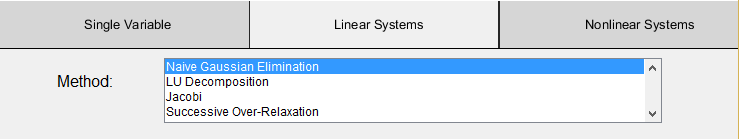 Single Variable
Linear Systems
Nonlinear Systems
Method:
Naive Gaussian Elimination
LU Decomposition
Jacobi
Successive Over-Relaxation